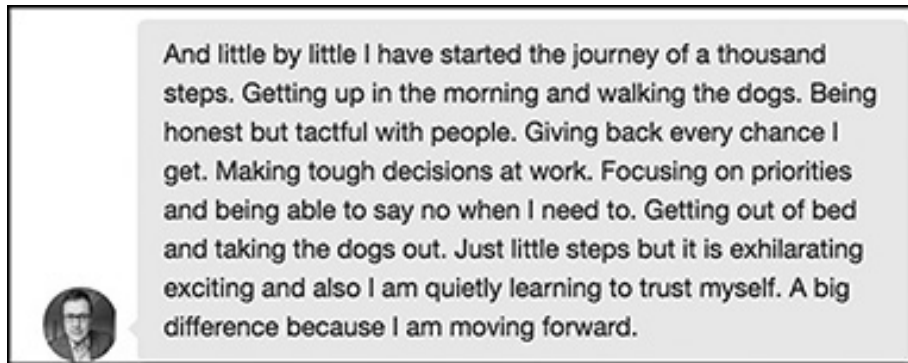 And little by little I have started the journey of a thousand
steps. Getting up in the morning and walking the dogs. Being
honest but tactful with people. Giving back every chance I
get. Making tough decisions at work. Focusing on priorities
and being able to say no when I need to. Getting out of bed
and taking the dogs out. Just little steps but it is exhilarating
exciting and also I am quietly learning to trust myself. A big
difference because I am moving forward.